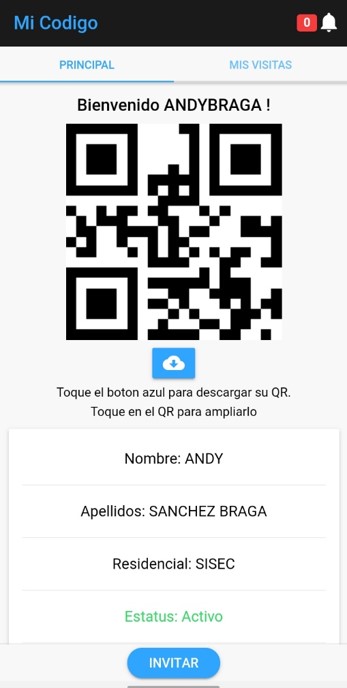 Mi Codigo
0
PRINCIPAL
MIS VISITAS
Bienvenido ANDYBRAGA !
Toque el boton azul para descargar su QR.
Toque en el QR para ampliarlo
Nombre: ANDY
Apellidos: SANCHEZ BRAGA
Residencial: SISEC
Estatus: Activo
INVITAR